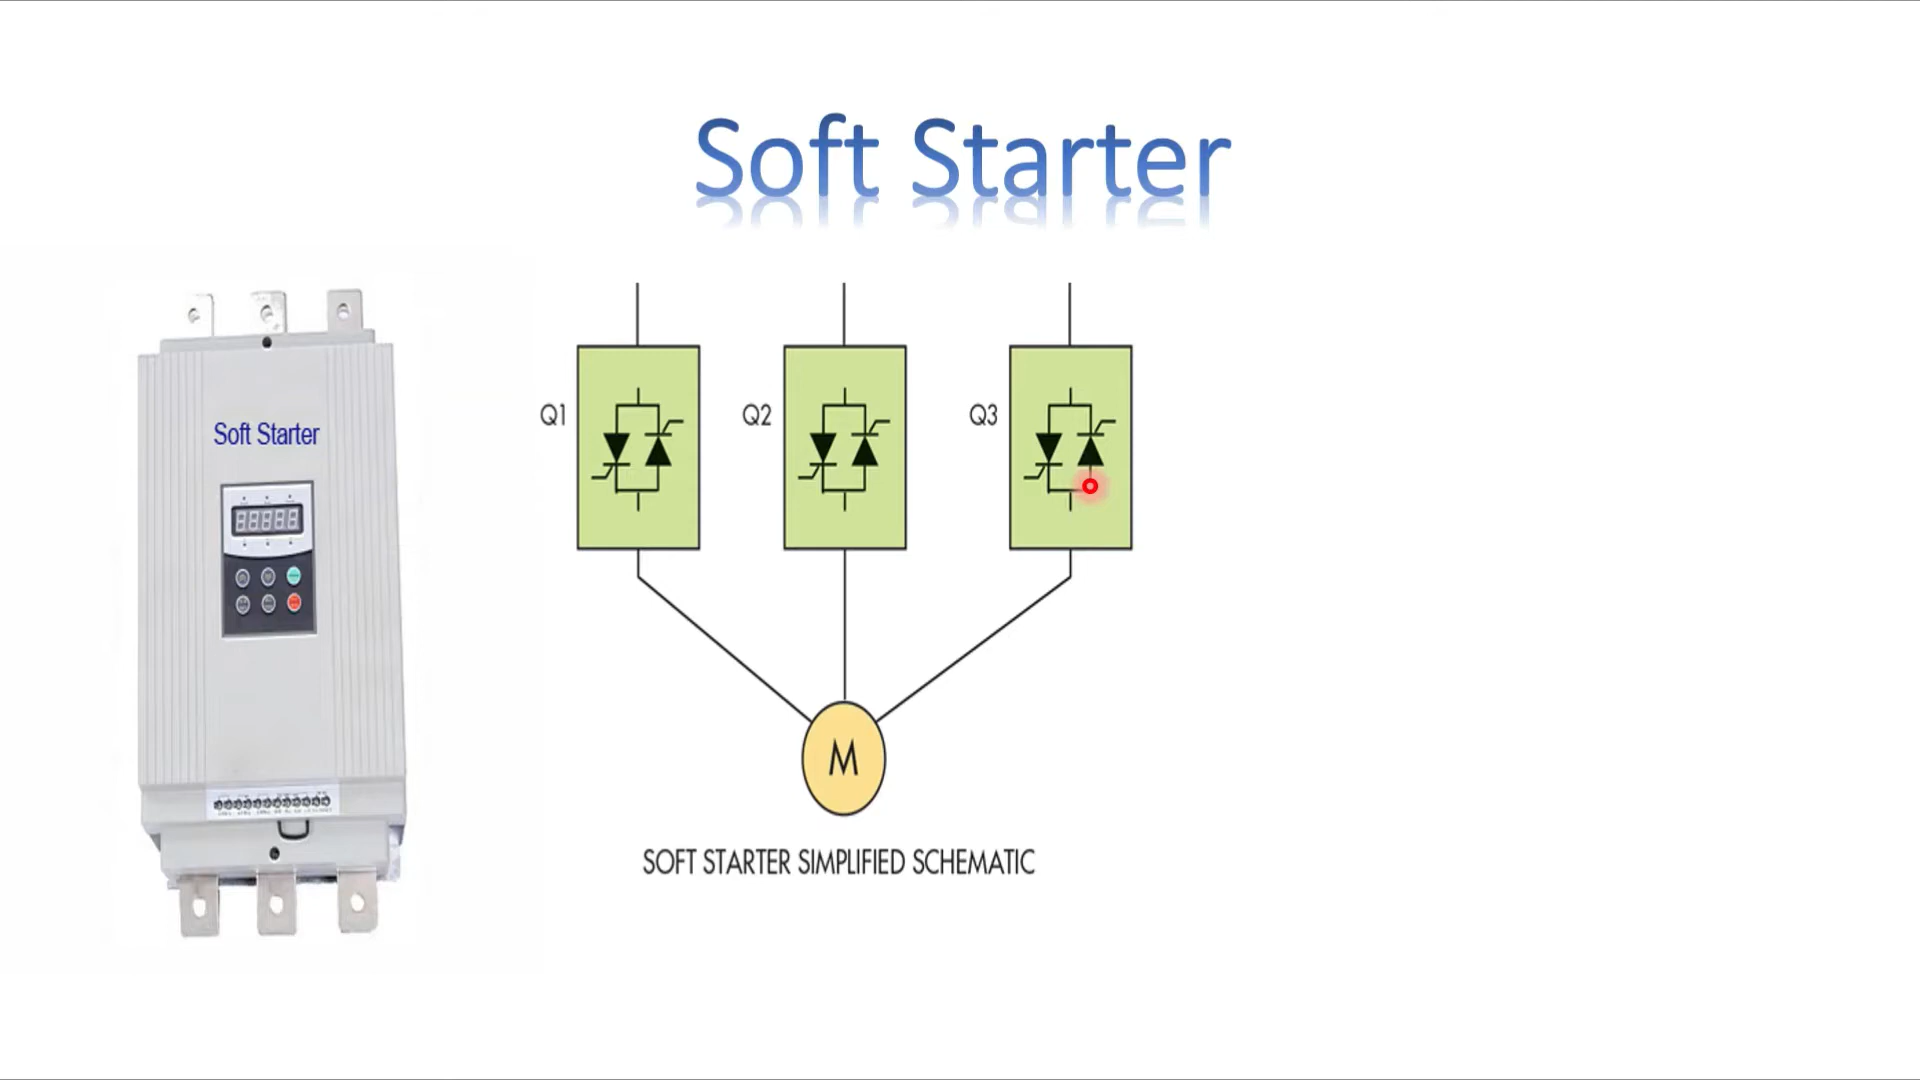 Soft Starter
Soft Starter
Q1
Q2
Q3
M
SOFT STARTER SIMPLIFIED SCHEMATIC